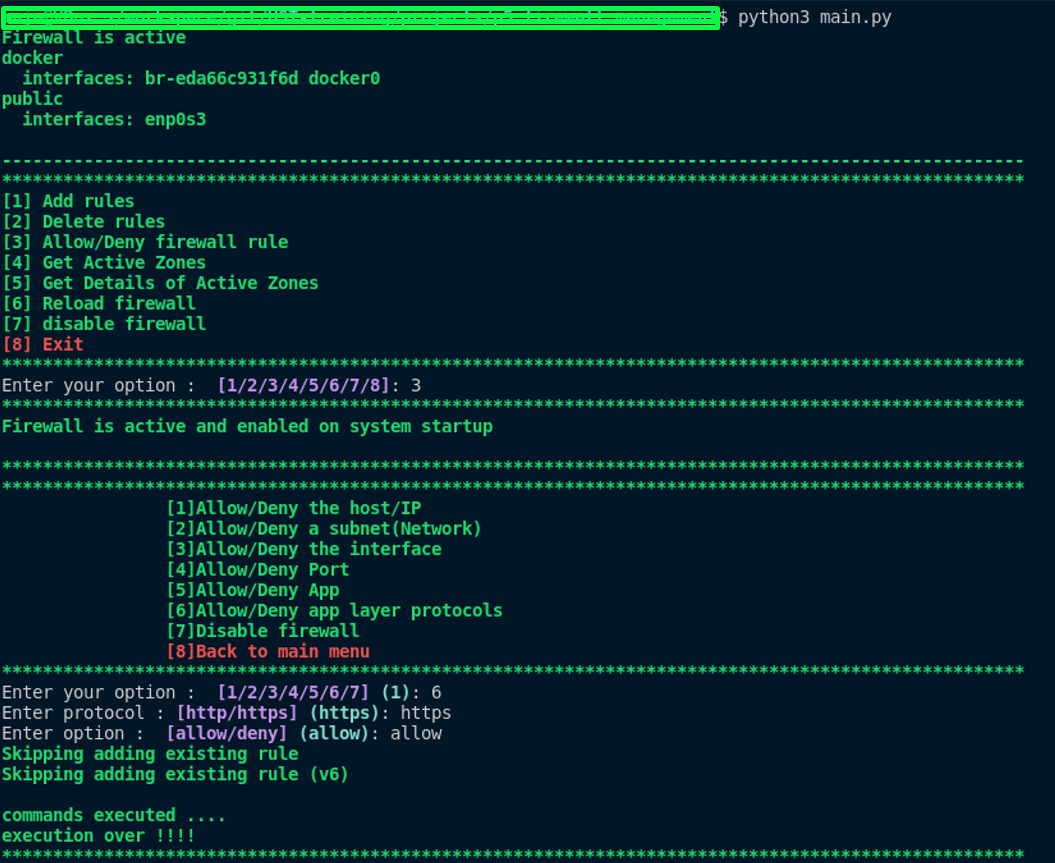 $ python3 main.py
Firewall is active
docker
  interfaces: br-eda66c931f6d docker0
public
  interfaces: enp0s3
----------------------------------------------------------------------------------------------------
****************************************************************************************************
[1] Add rules
[2] Delete rules
[3] Allow/Deny firewall rule
[4] Get Active Zones
[5] Get Details of Active Zones
[6] Reload firewall
[7] disable firewall
[8] Exit
****************************************************************************************************
Enter your option :  [1/2/3/4/5/6/7/8]: 3
****************************************************************************************************
Firewall is active and enabled on system startup
****************************************************************************************************
****************************************************************************************************
[1]Allow/Deny the host/IP
[2]Allow/Deny a subnet(Network)
[3]Allow/Deny the interface
[4]Allow/Deny Port
[5]Allow/Deny App
[6]Allow/Deny app layer protocols
[7]Disable firewall
[8]Back to main menu
****************************************************************************************************
Enter your option :  [1/2/3/4/5/6/7] (1): 6
Enter protocol : [http/https] (https): https
Enter option :  [allow/deny] (allow): allow
Skipping adding existing rule
Skipping adding existing rule (v6)
commands executed ....
execution over !!!!
****************************************************************************************************